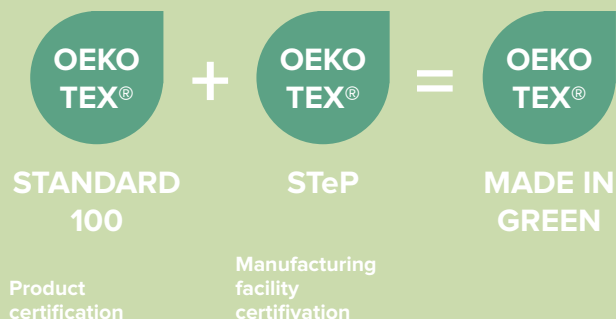 OEKO
TEX®
+
OEKO
TEX®
=
OEKO
TEX®
STANDARD
100
STeP
MADE IN
GREEN
Product
certification
Manufacturing
facility
certifivation